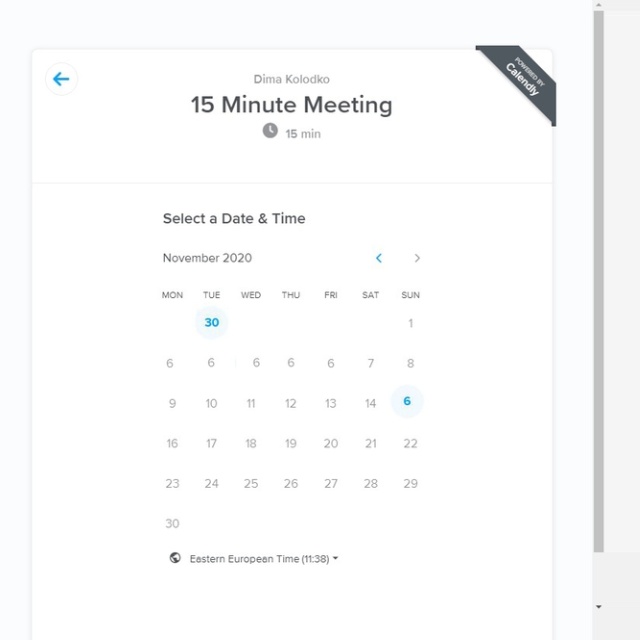 Dima Kolodko
15 Minute Meeting
15 min
POWERED BY
Calendly
Select a Date & Time
November 2020
MON TUE WED THU FRI SAT SUN
30 1
6 6 6 6 6 7 8
9 10 11 12 13 14 6
16 17 18 19 20 21 22
23 24 25 26 27 28 29
30
Eastern European Time (11:38)